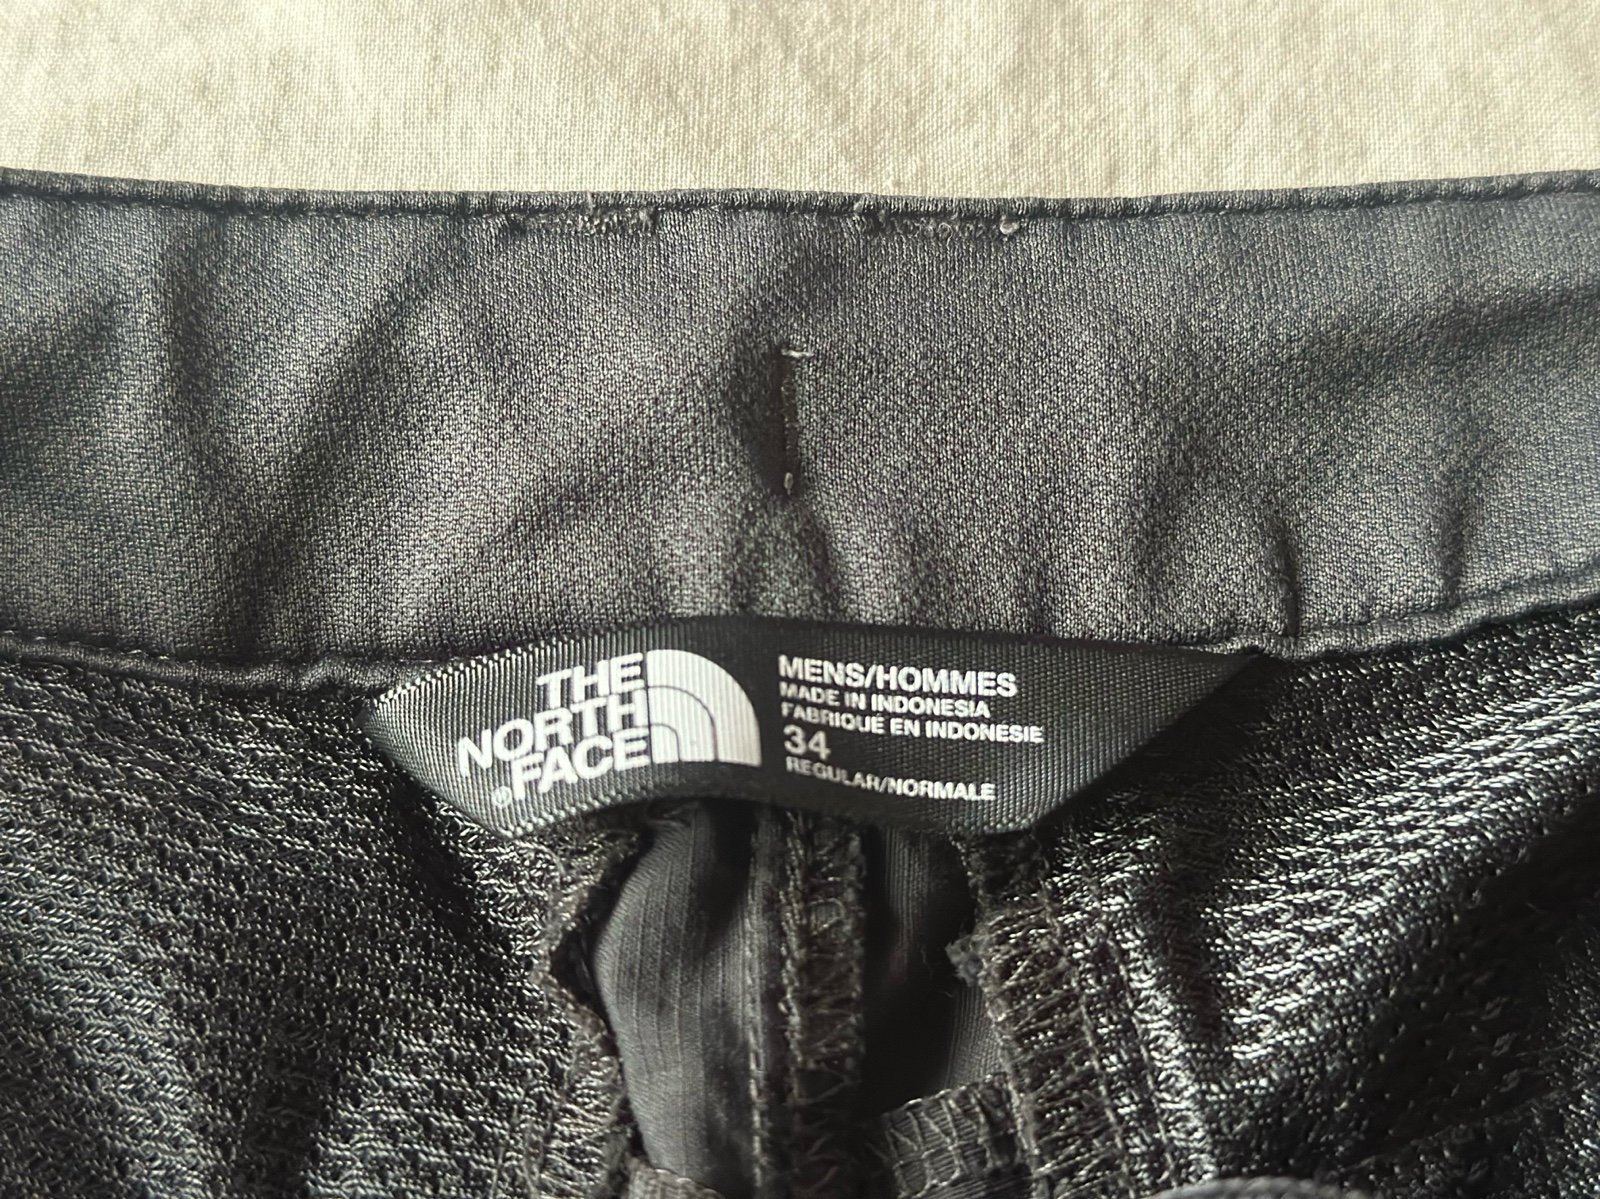 THE
NORTH
FACE
®
MENS/HOMMES
MADE IN INDONESIA
FABRIQUÉ EN INDONESIE
34
REGULAR/NORMALE